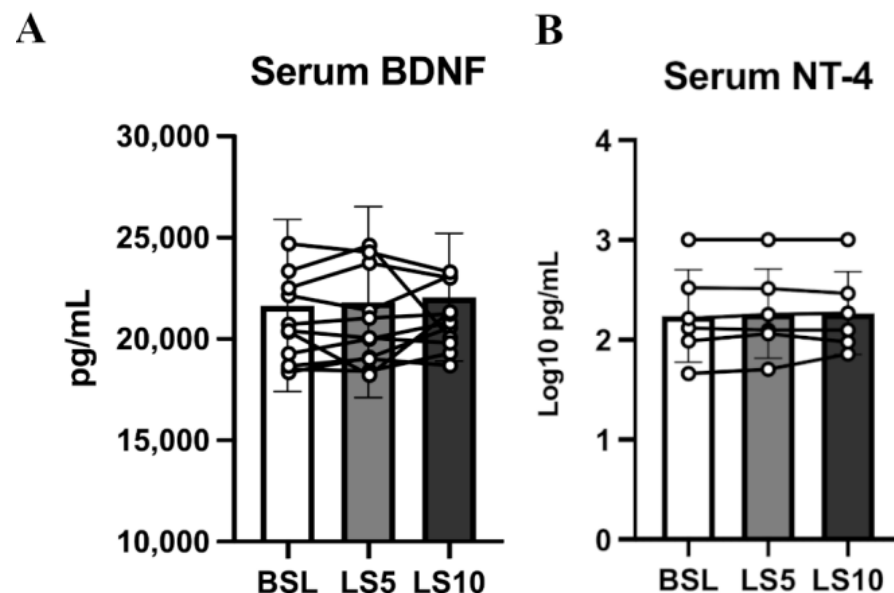 A
Serum BDNF
pg/mL
30,000
25,000
20,000
15,000
10,000
BSL LS5 LS10
B
Serum NT-4
Log10 pg/mL
4
3
2
1
0
BSL LS5 LS10